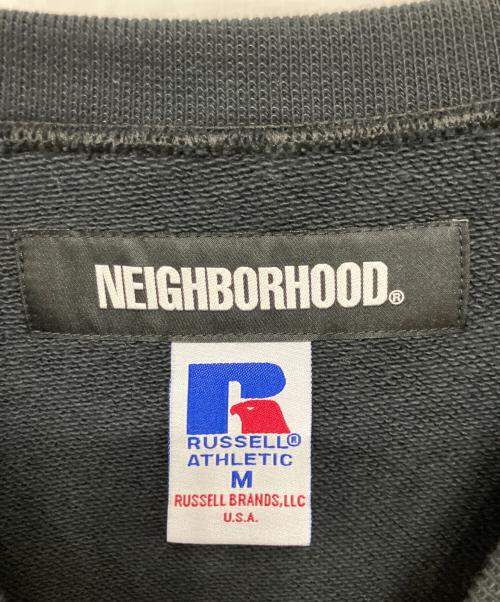 NEIGHBORHOOD®
R
RUSSELL®
ATHLETIC
M
RUSSELL BRANDS,LLC
U.S.A.